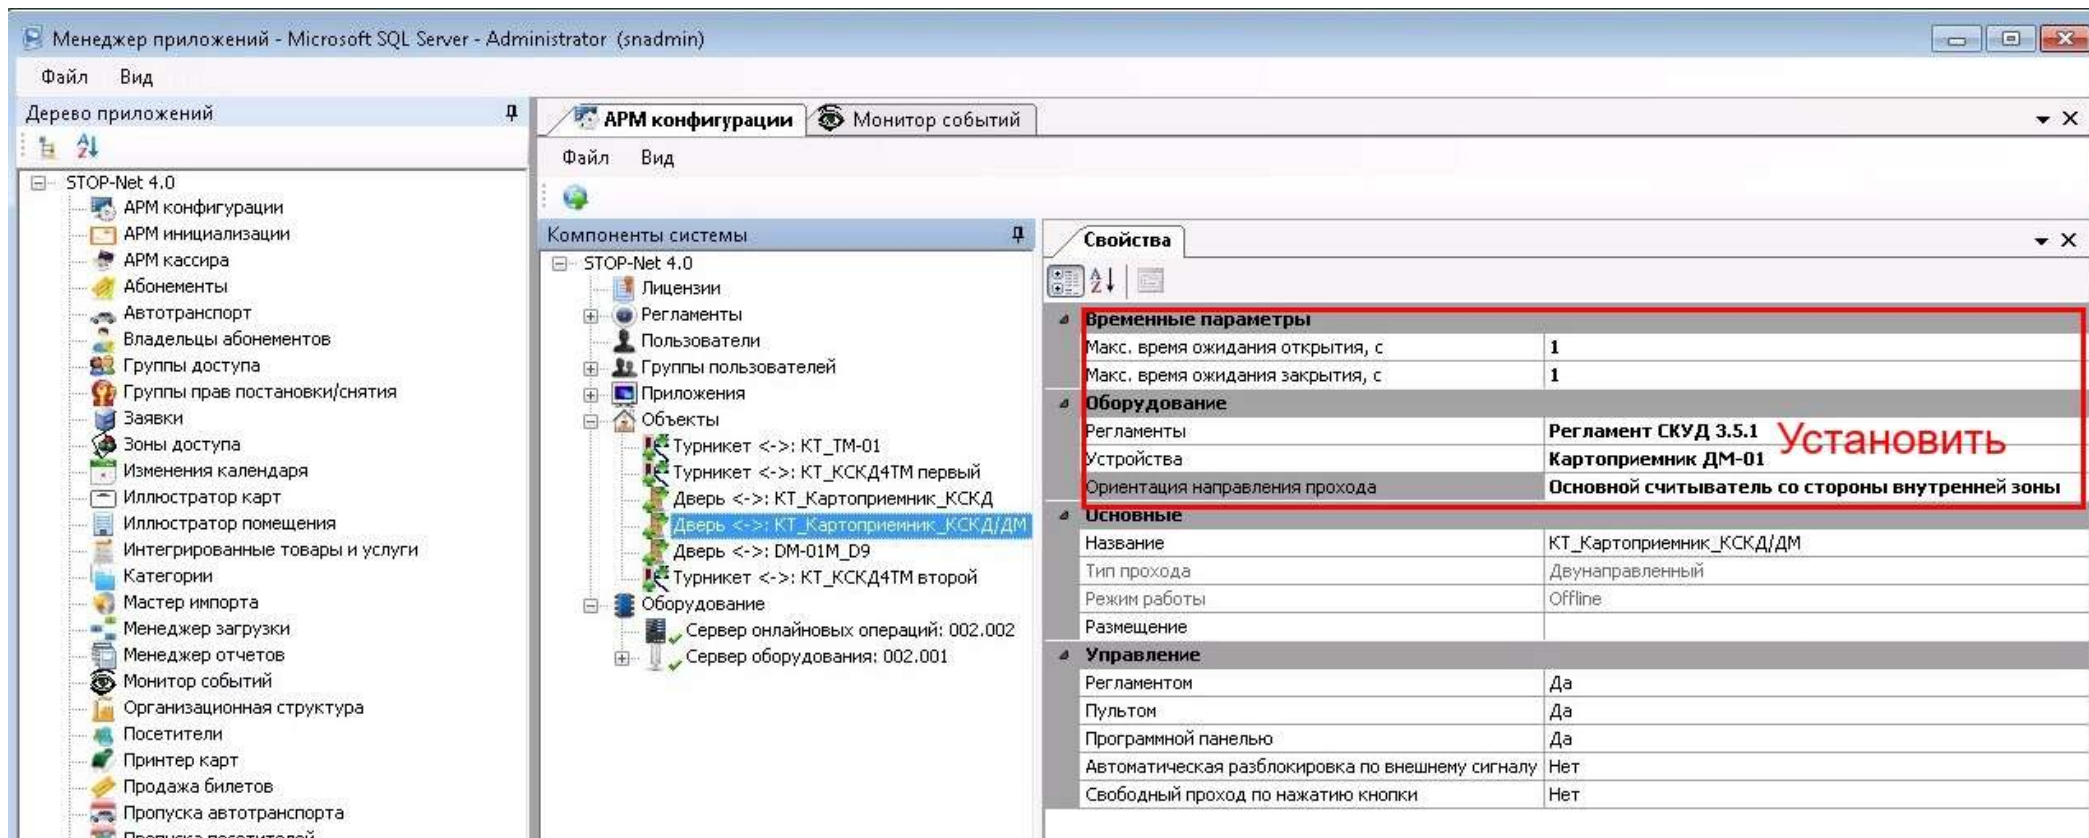 Менеджер приложений - Microsoft SQL Server - Administrator (snadmin)
Файл Вид
Дерево приложений
STOP-Net 4.0
АРМ конфигурации
АРМ инициализации
АРМ кассира
Абонементы
Автотранспорт
Владельцы абонементов
Группы доступа
Группы прав постановки/снятия
Заявки
Зоны доступа
Изменения календаря
Иллюстратор карт
Иллюстратор помещения
Интегрированные товары и услуги
Категории
Мастер импорта
Менеджер загрузки
Менеджер отчетов
Монитор событий
Организационная структура
Посетители
Принтер карт
Продажа билетов
Пропуска автотранспорта
Пропуска посетителей
АРМ конфигурации Монитор событий
Файл Вид
Компоненты системы
STOP-Net 4.0
Лицензии
Регламенты
Пользователи
Группы пользователей
Приложения
Объекты
Турникет <->: КТ_ТМ-01
Турникет <->: КТ_КСКД4ТМ первый
Дверь <->: КТ_Картоприемник_КСКД
Дверь <->: КТ_Картоприемник_КСКД/ДМ
Дверь <->: DM-01M_D9
Турникет <->: КТ_КСКД4ТМ второй
Оборудование
Сервер онлайновых операций: 002.002
Сервер оборудования: 002.001
Свойства
Временные параметры
Макс. время ожидания открытия, с 1
Макс. время ожидания закрытия, с 1
Оборудование
Регламенты Регламент СКУД 3.5.1
Установить
Устройства Картоприемник ДМ-01
Ориентация направления прохода Основной считыватель со стороны внутренней зоны
Основные
Название КТ_Картоприемник_КСКД/ДМ
Тип прохода Двунаправленный
Режим работы Offline
Размещение
Управление
Регламентом Да
Пультом Да
Программной панелью Да
Автоматическая разблокировка по внешнему сигналу Нет
Свободный проход по нажатию кнопки Нет